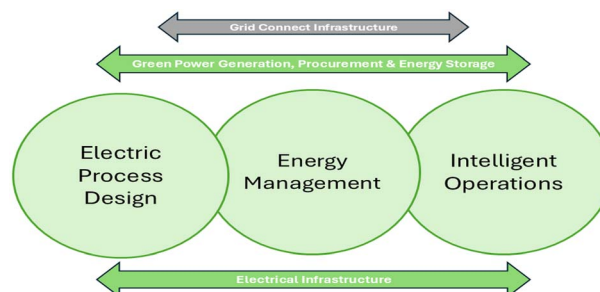 Grid Connect Infrastructure
Green Power Generation, Procurement & Energy Storage
Electric
Process
Design
Energy
Management
Intelligent
Operations
Electrical Infrastructure